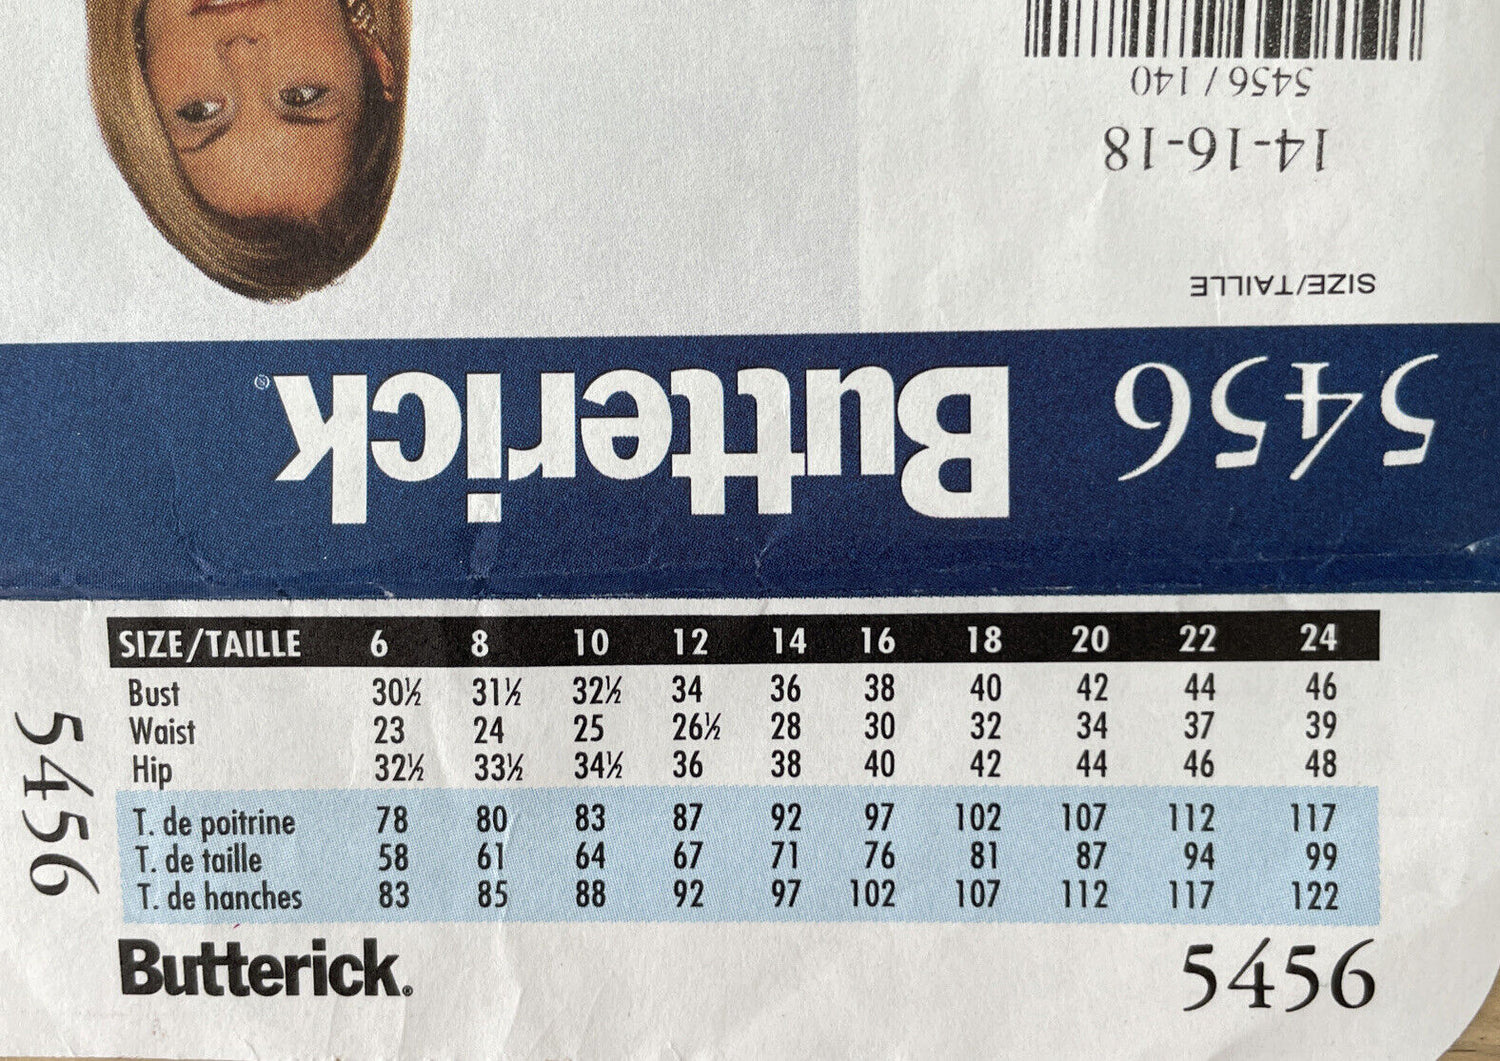 5456 / 140
14-16-18
SIZE/TAILLE
5456 Butterick®
SIZE/TAILLE 6 8 10 12 14 16 18 20 22 24
Bust 30½ 31½ 32½ 34 36 38 40 42 44 46
Waist 23 24 25 26½ 28 30 32 34 37 39
Hip 32½ 33½ 34½ 36 38 40 42 44 46 48
T. de poitrine 78 80 83 87 92 97 102 107 112 117
T. de taille 58 61 64 67 71 76 81 87 94 99
T. de hanches 83 85 88 92 97 102 107 112 117 122
5456
Butterick® 5456